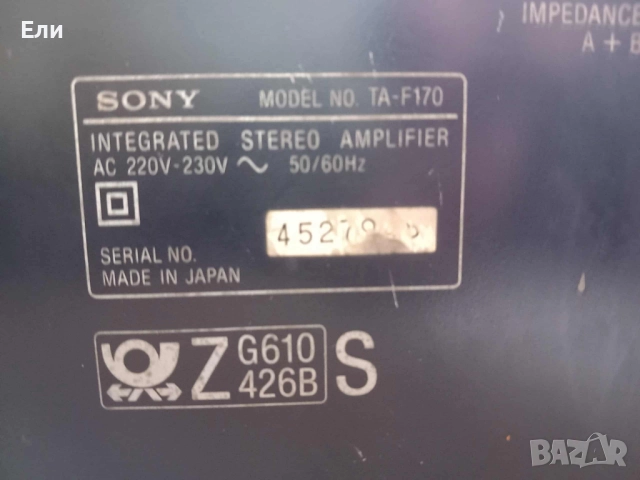 Ели
IMPEDANCE
A + B
SONY MODEL NO. TA-F170
INTEGRATED STEREO AMPLIFIER
AC 220V-230V ~ 50/60Hz
SERIAL NO.
MADE IN JAPAN
Z G610 426B S
BAZAR